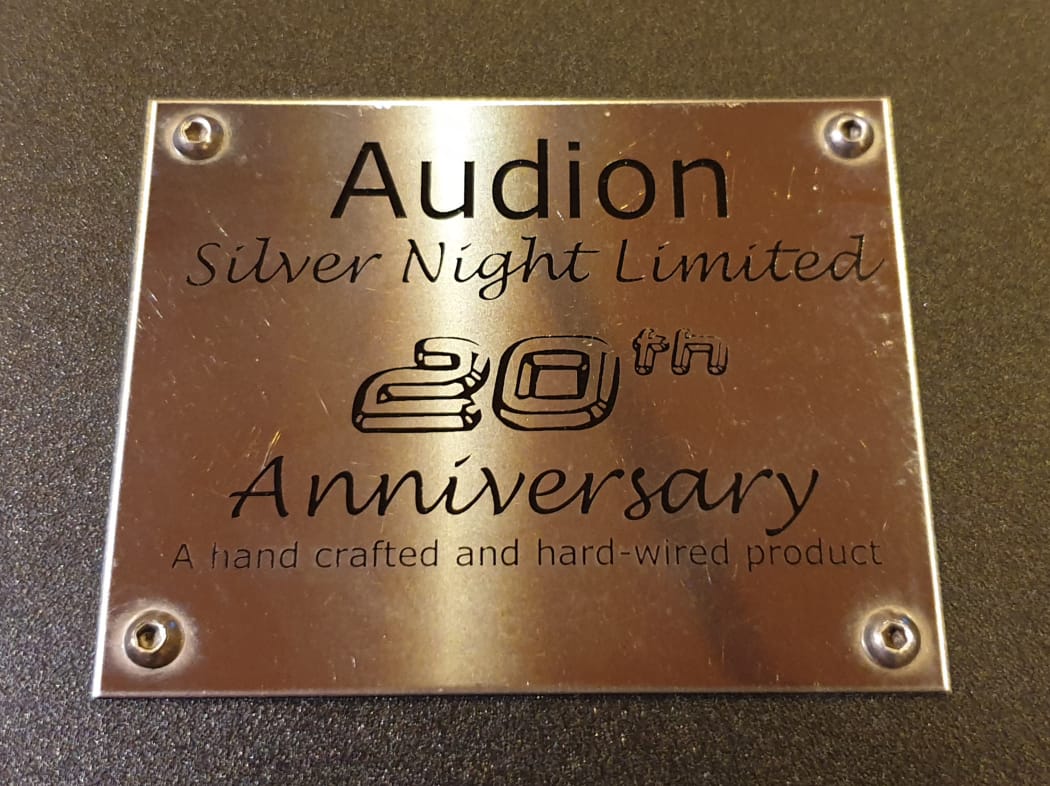 Audion
Silver Night Limited
20th
Anniversary
A hand crafted and hard-wired product